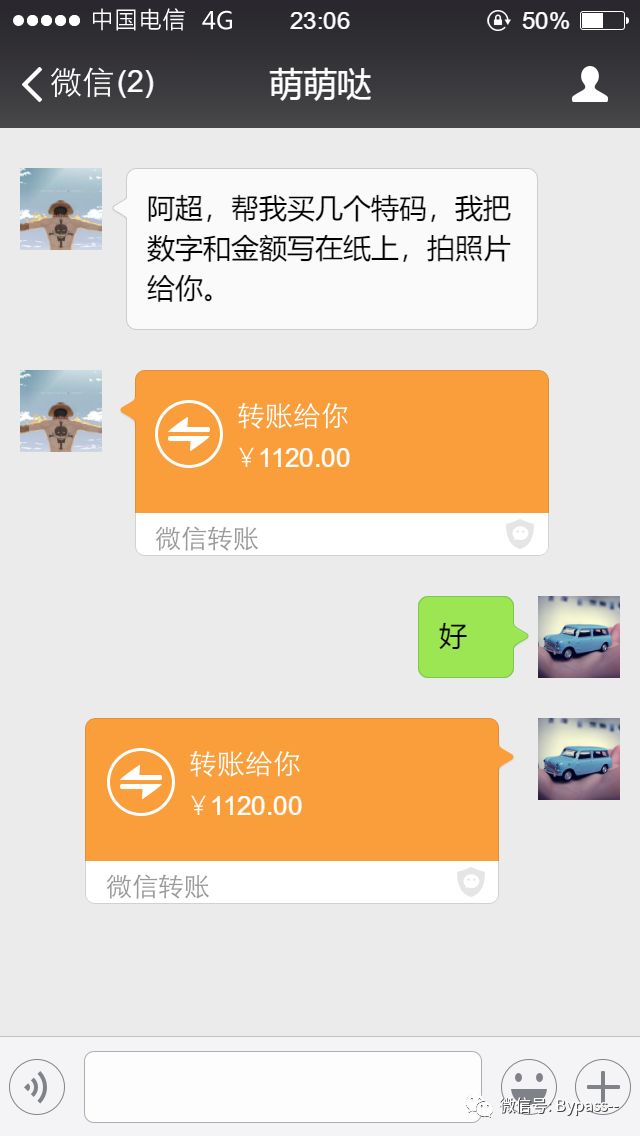 中国电信 4G 23:06 50%
微信(2) 萌萌哒
阿超，帮我买几个特码，我把
数字和金额写在纸上，拍照片
给你。
转账给你
￥1120.00
微信转账
好
转账给你
￥1120.00
微信转账
微信号: Bypass--